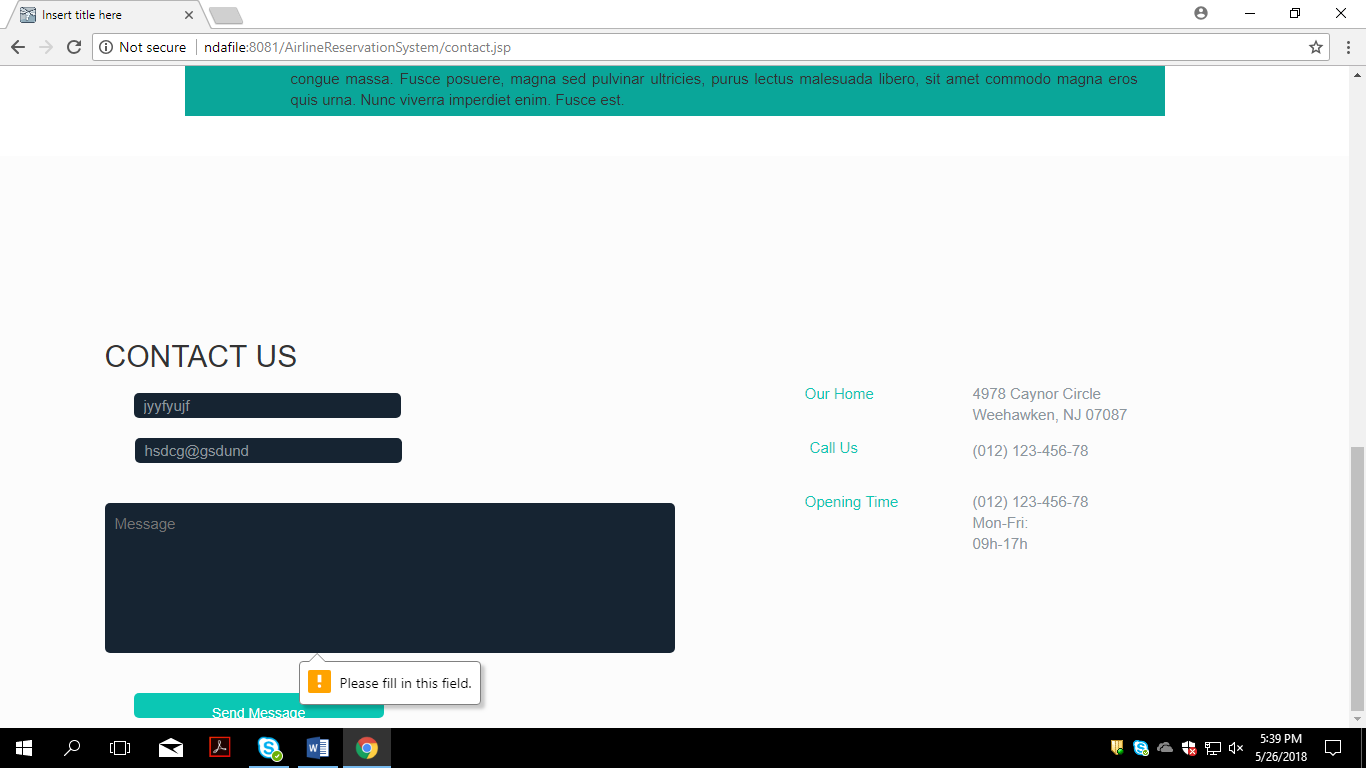 Insert title here
Not secure ndafile:8081/AirlineReservationSystem/contact.jsp
congue massa. Fusce posuere, magna sed pulvinar ultricies, purus lectus malesuada libero, sit amet commodo magna eros
quis urna. Nunc viverra imperdiet enim. Fusce est.
CONTACT US
jyyfyujf
hsdcg@gsdund
Message
Please fill in this field.
Send Message
Our Home
4978 Caynor Circle
Weehawken, NJ 07087
Call Us
(012) 123-456-78
Opening Time
(012) 123-456-78
Mon-Fri:
09h-17h
5:39 PM
5/26/2018